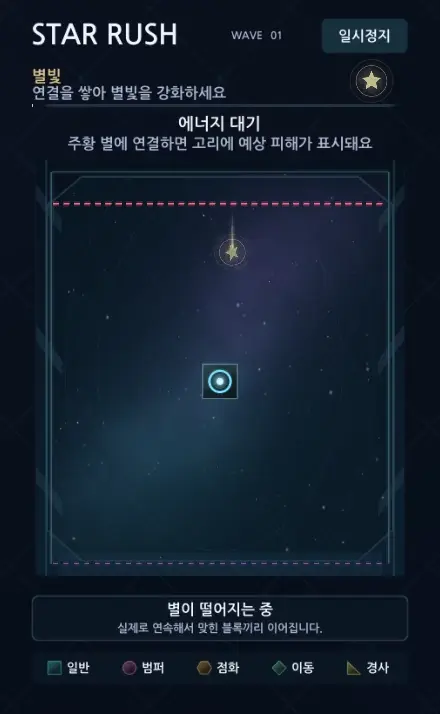 STAR RUSH
WAVE 01
일시정지
별빛
연결을 쌓아 별빛을 강화하세요
에너지 대기
주황 별에 연결하면 고리에 예상 피해가 표시돼요
별이 떨어지는 중
실제로 연속해서 맞힌 블록끼리 이어집니다.
일반
범퍼
점화
이동
경사